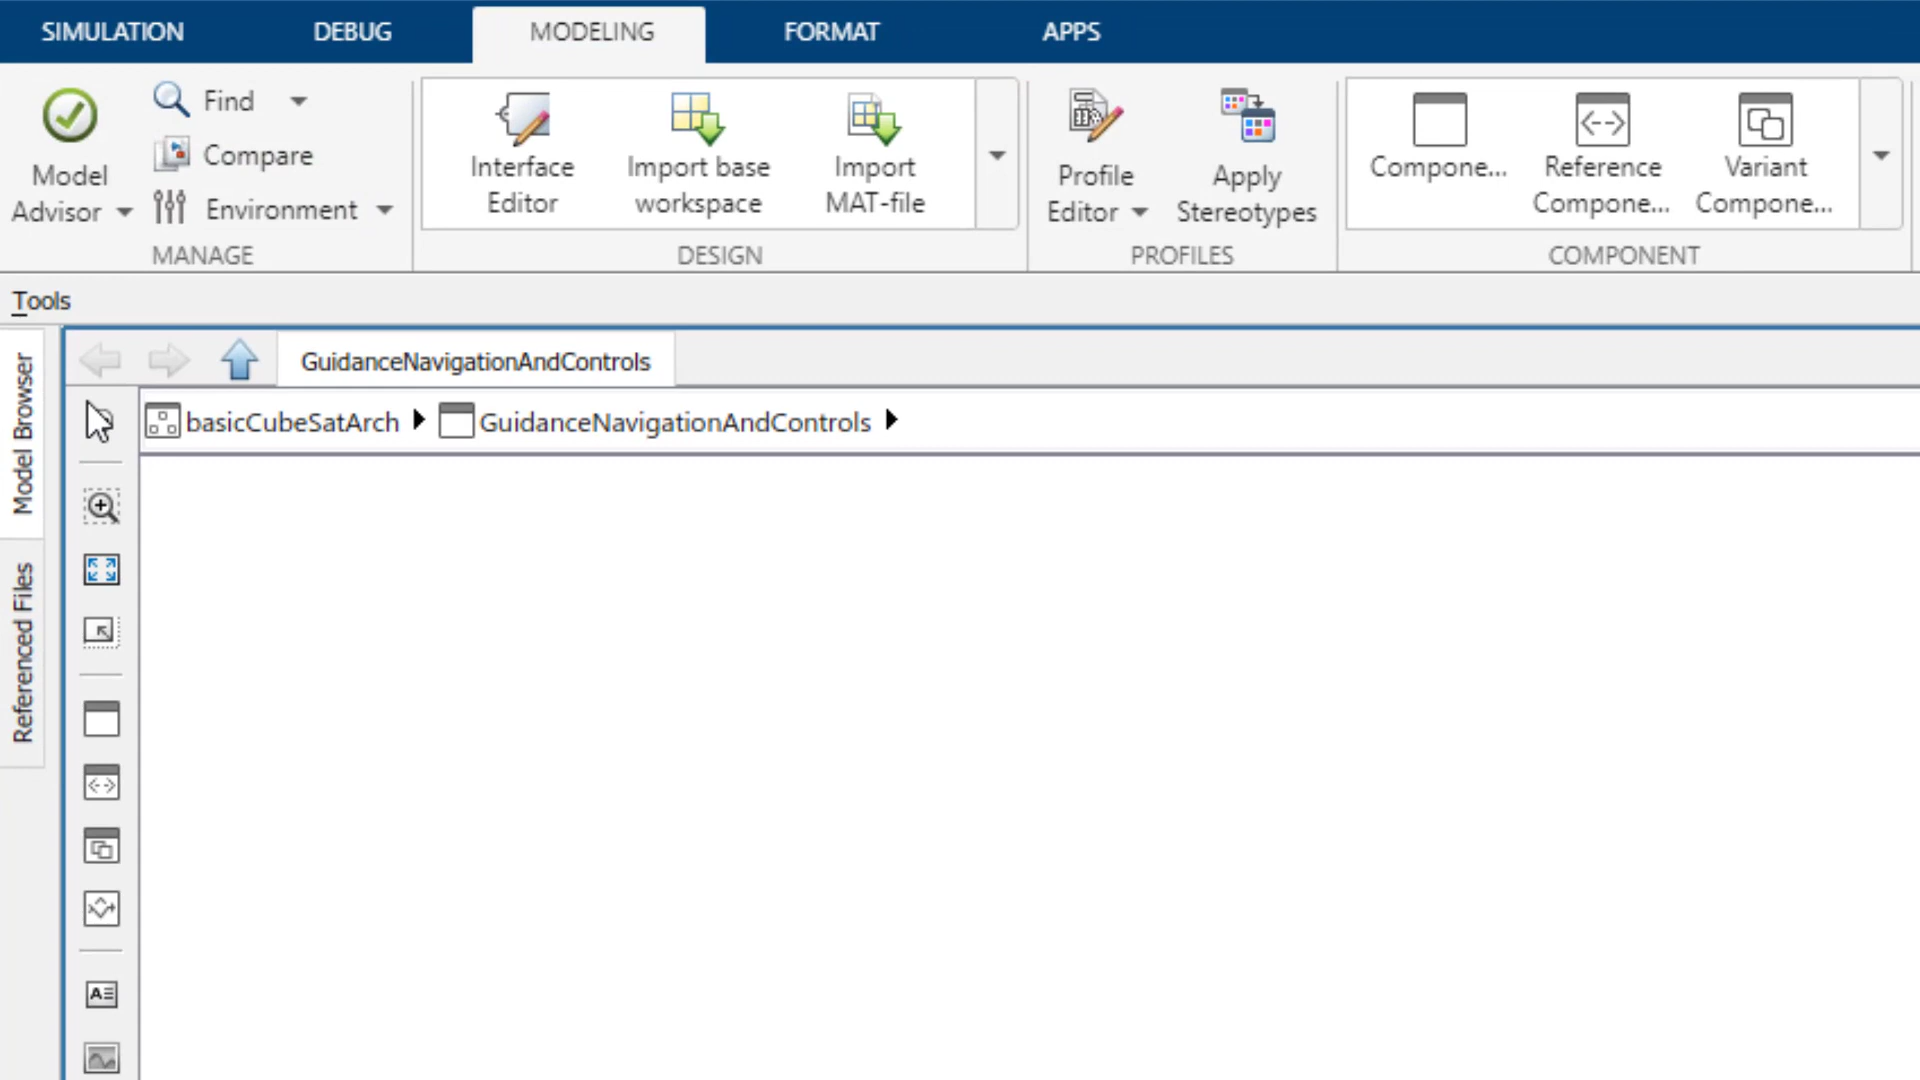 SIMULATION DEBUG MODELING FORMAT APPS
Model
Advisor
Find
Compare
Environment
MANAGE
Interface
Editor
Import base
workspace
Import
MAT-file
DESIGN
Profile
Editor
Apply
Stereotypes
PROFILES
Compone...
Reference
Compone...
Variant
Compone...
COMPONENT
Tools
Model Browser
Referenced Files
GuidanceNavigationAndControls
basicCubeSatArch GuidanceNavigationAndControls
A